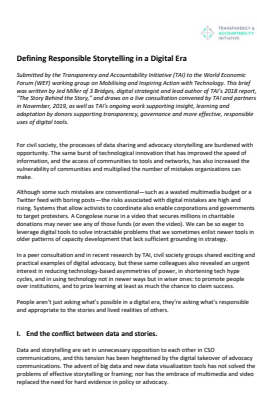 TRANSPARENCY &
ACCOUNTABILITY
INITIATIVE
Defining Responsible Storytelling in a Digital Era
Submitted by the Transparency and Accountability Initiative (TAI) to the World Economic
Forum (WEF) working group on Mobilising and Inspiring Action with Technology. This brief
was written by Jed Miller of 3 Bridges, digital strategist and lead author of TAI's 2018 report,
"The Story Behind the Story," and draws on a live consultation convened by TAI and partners
in November, 2019, as well as TAI's ongoing work supporting insight, learning and
adaptation by donors supporting transparency, governance and more effective, responsible
uses of digital tools.
For civil society, the processes of data sharing and advocacy storytelling are burdened with
opportunity. The same burst of technological innovation that has improved the speed of
information, and the access of communities to tools and networks, has also increased the
vulnerability of communities and multiplied the number of mistakes organizations can
make.
Although some such mistakes are conventional—such as a wasted multimedia budget or a
Twitter feed with boring posts—the risks associated with digital mistakes are high and
rising. Systems that allow activists to coordinate also enable corporations and governments
to target protesters. A Congolese nurse in a video that secures millions in charitable
donations may never see any of those funds (or even the video). We can be so eager to
leverage digital tools to solve intractable problems that we sometimes enlist newer tools in
older patterns of capacity development that lack sufficient grounding in strategy.
In a peer consultation and in recent research by TAI, civil society groups shared exciting and
practical examples of digital advocacy, but these same colleagues also revealed an urgent
interest in reducing technology-based asymmetries of power, in shortening tech hype
cycles, and in using technology not in newer ways but in wiser ones: to promote people
over institutions, and to prize learning at least as much the chance to claim success.
People aren't just asking what's possible in a digital era, they're asking what's responsible
and appropriate to the stories and lived realities of others.
I. End the conflict between data and stories.
Data and storytelling are set in unnecessary opposition to each other in CSO
communications, and this tension has been heightened by the digital takeover of advocacy
communications. The advent of big data and new data visualization tools has not solved the
problems of effective storytelling or framing; nor has the embrace of multimedia and video
replaced the need for hard evidence in policy or advocacy.